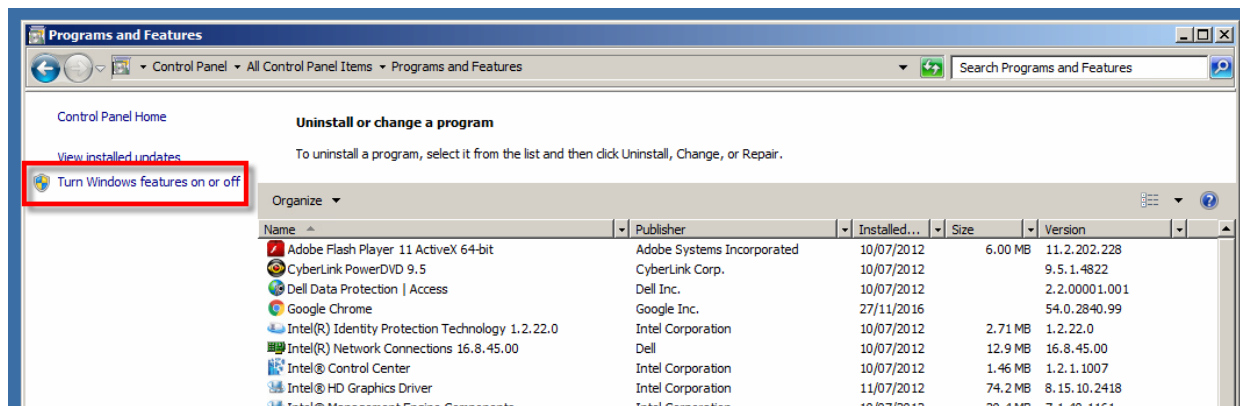 Programs and Features
Control Panel All Control Panel Items Programs and Features Search Programs and Features
Control Panel Home
Uninstall or change a program
View installed updates To uninstall a program, select it from the list and then click Uninstall, Change, or Repair.
Turn Windows features on or off
Organize
Name Publisher Installed... Size Version
Adobe Flash Player 11 ActiveX 64-bit Adobe Systems Incorporated 10/07/2012 6.00 MB 11.2.202.228
CyberLink PowerDVD 9.5 CyberLink Corp. 10/07/2012 9.5.1.4822
Dell Data Protection | Access Dell Inc. 10/07/2012 2.2.00001.001
Google Chrome Google Inc. 27/11/2016 54.0.2840.99
Intel(R) Identity Protection Technology 1.2.22.0 Intel Corporation 10/07/2012 2.71 MB 1.2.22.0
Intel(R) Network Connections 16.8.45.00 Dell 10/07/2012 12.9 MB 16.8.45.00
Intel® Control Center Intel Corporation 10/07/2012 1.46 MB 1.2.1.1007
Intel® HD Graphics Driver Intel Corporation 11/07/2012 74.2 MB 8.15.10.2418